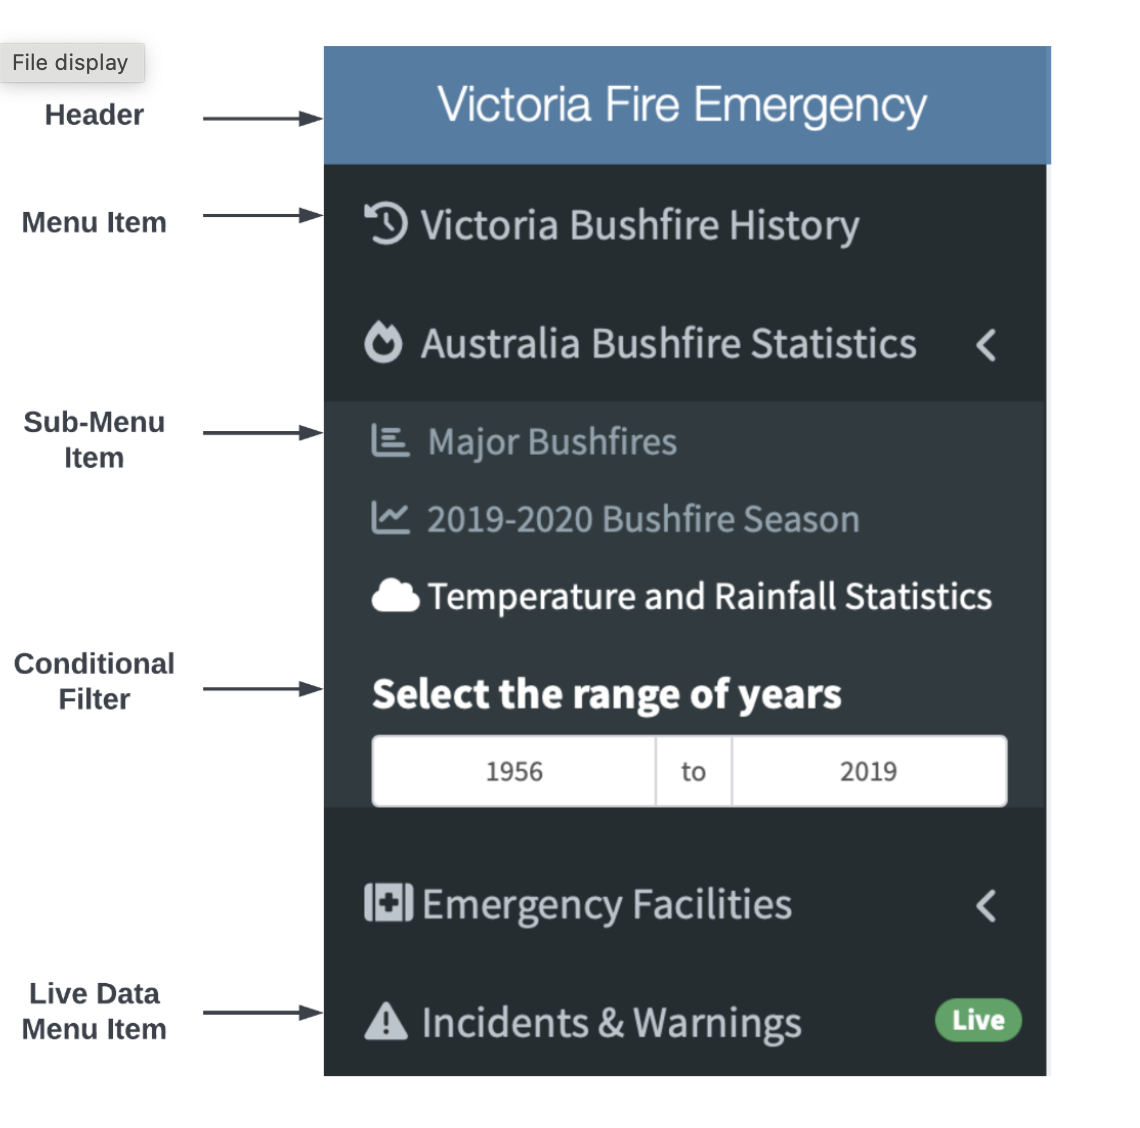 File display
Header
Victoria Fire Emergency
Menu Item
Victoria Bushfire History
Australia Bushfire Statistics
Sub-Menu
Item
Major Bushfires
2019-2020 Bushfire Season
Temperature and Rainfall Statistics
Conditional
Filter
Select the range of years
1956 to 2019
Emergency Facilities
Live Data
Menu Item
Incidents & Warnings Live